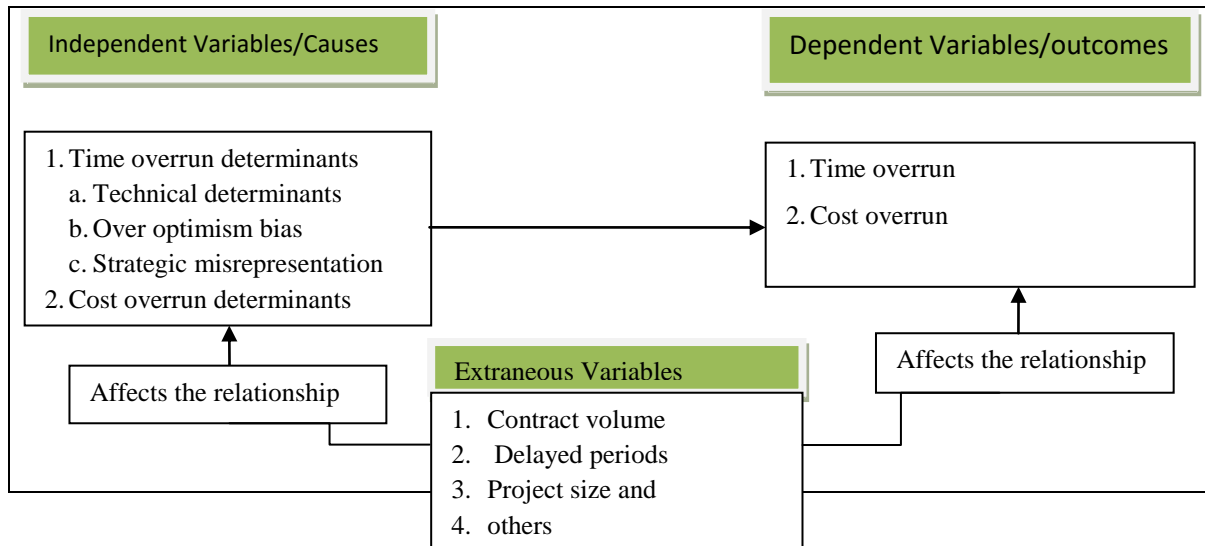 Independent Variables/Causes
Dependent Variables/outcomes
1. Time overrun determinants
a. Technical determinants
b. Over optimism bias
c. Strategic misrepresentation
2. Cost overrun determinants
1. Time overrun
2. Cost overrun
Affects the relationship
Affects the relationship
Extraneous Variables
1. Contract volume
2. Delayed periods
3. Project size and
4. others